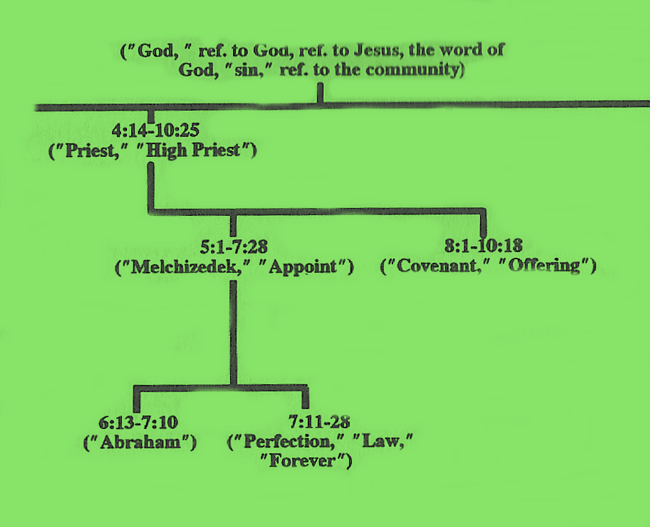 ("God, " ref. to God, ref. to Jesus, the word of
God, "sin," ref. to the community)
4:14-10:25
("Priest," "High Priest")
5:1-7:28
("Melchizedek," "Appoint")
8:1-10:18
("Covenant," "Offering")
6:13-7:10
("Abraham")
7:11-28
("Perfection," "Law,"
"Forever")